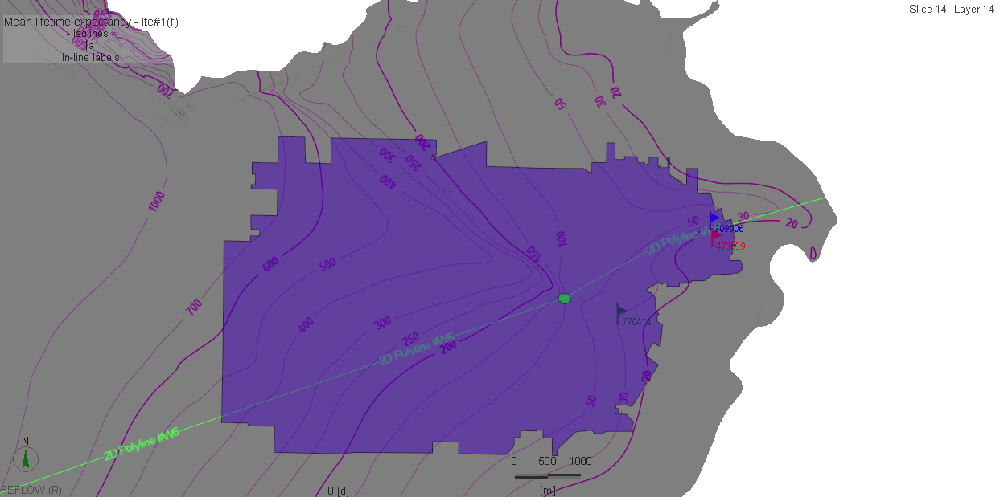 Slice 14, Layer 14
Mean lifetime expectancy - lte#1(f)
- Isolines -
[a]
In-line labels
700
20
50
30
200
300
250
400
1000
50
30
20
209906
100
2D Polyline #W
473639
150
600
500
700
770414
400
300
250
2D Polyline #W6
200
20
50
30
2D Polyline #W6
N
0 500 1000
[m]
FEFLOW (R)
0 [d]